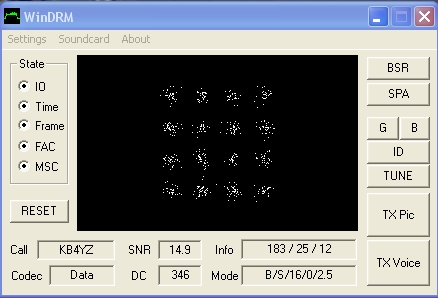 WinDRM
Settings Soundcard About
State
IO
Time
Frame
FAC
MSC
RESET
BSR
SPA
G B
ID
TUNE
TX Pic
TX Voice
Call KB4YZ SNR 14.9 Info 183 / 25 / 12
Codec Data DC 346 Mode B/S/16/0/2.5